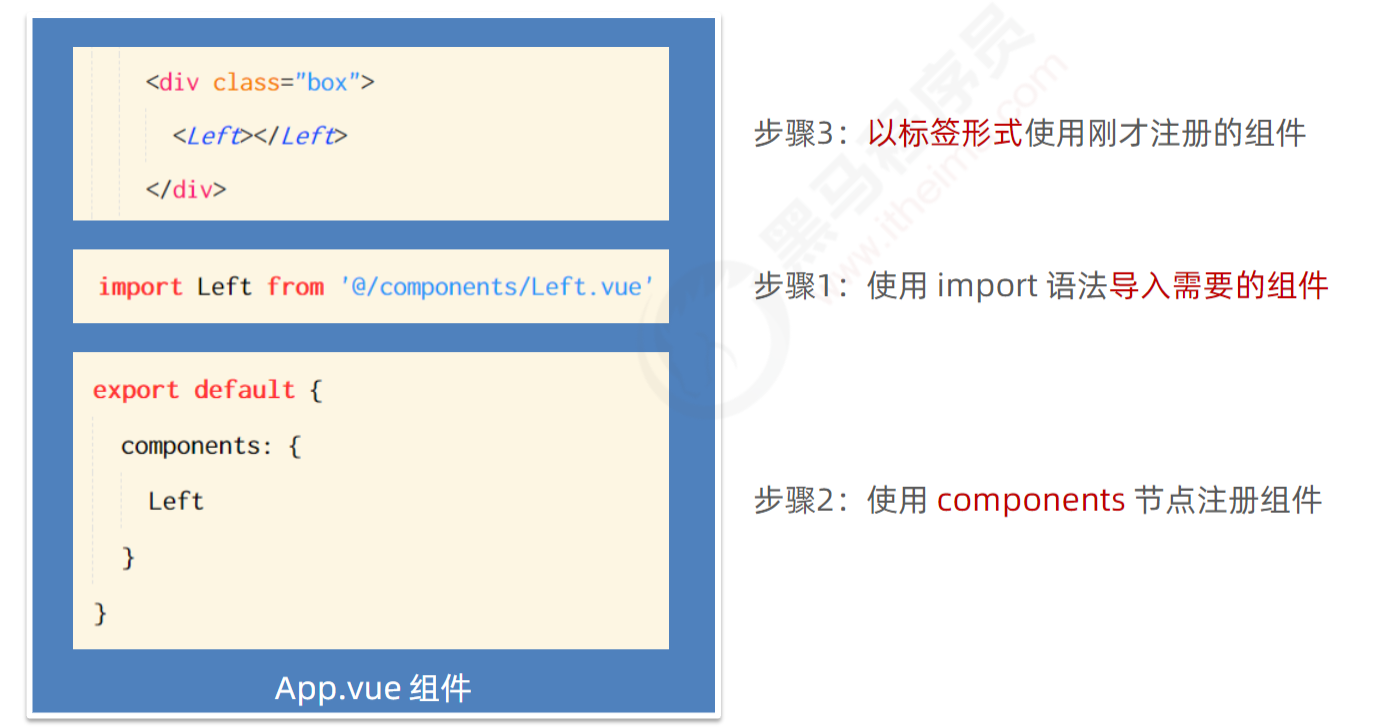 <div class="box">
<Left></Left>
</div>
步骤3：以标签形式使用刚才注册的组件
import Left from '@/components/Left.vue'
步骤1：使用 import 语法导入需要的组件
export default {
components: {
Left
}
}
步骤2：使用 components 节点注册组件
App.vue 组件
黑马程序员
www.itheima.com